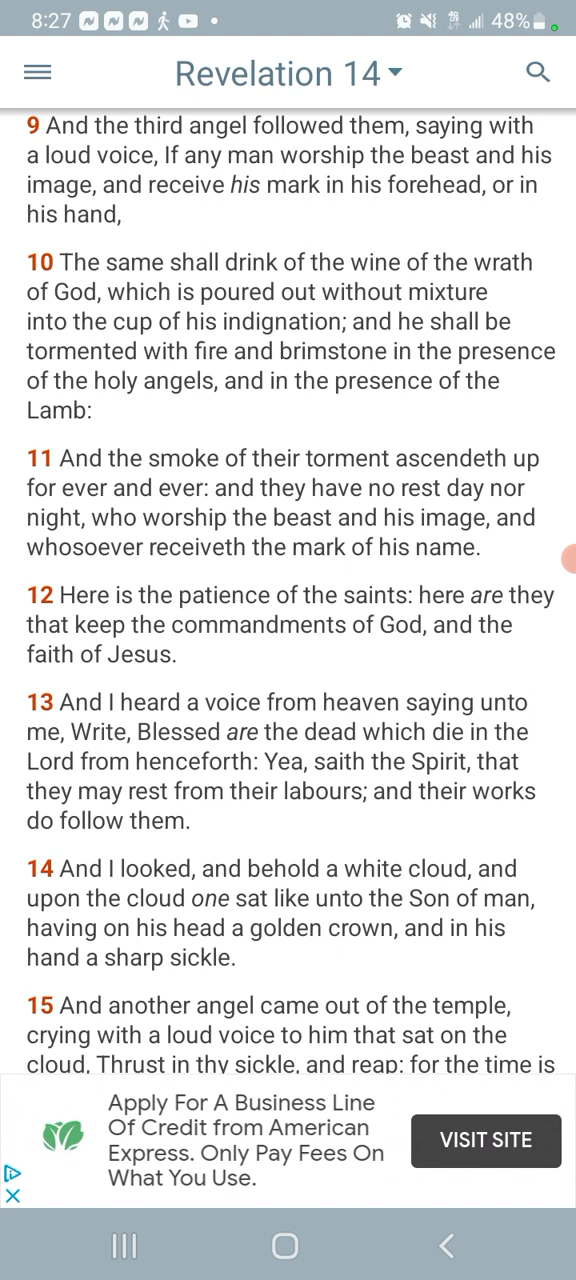 8:27
48%
Revelation 14
9 And the third angel followed them, saying with
a loud voice, If any man worship the beast and his
image, and receive his mark in his forehead, or in
his hand,
10 The same shall drink of the wine of the wrath
of God, which is poured out without mixture
into the cup of his indignation; and he shall be
tormented with fire and brimstone in the presence
of the holy angels, and in the presence of the
Lamb:
11 And the smoke of their torment ascendeth up
for ever and ever: and they have no rest day nor
night, who worship the beast and his image, and
whosoever receiveth the mark of his name.
12 Here is the patience of the saints: here are they
that keep the commandments of God, and the
faith of Jesus.
13 And I heard a voice from heaven saying unto
me, Write, Blessed are the dead which die in the
Lord from henceforth: Yea, saith the Spirit, that
they may rest from their labours; and their works
do follow them.
14 And I looked, and behold a white cloud, and
upon the cloud one sat like unto the Son of man,
having on his head a golden crown, and in his
hand a sharp sickle.
15 And another angel came out of the temple,
crying with a loud voice to him that sat on the
cloud, Thrust in thy sickle, and reap: for the time is
Apply For A Business Line
Of Credit from American
Express. Only Pay Fees On
What You Use.
VISIT SITE